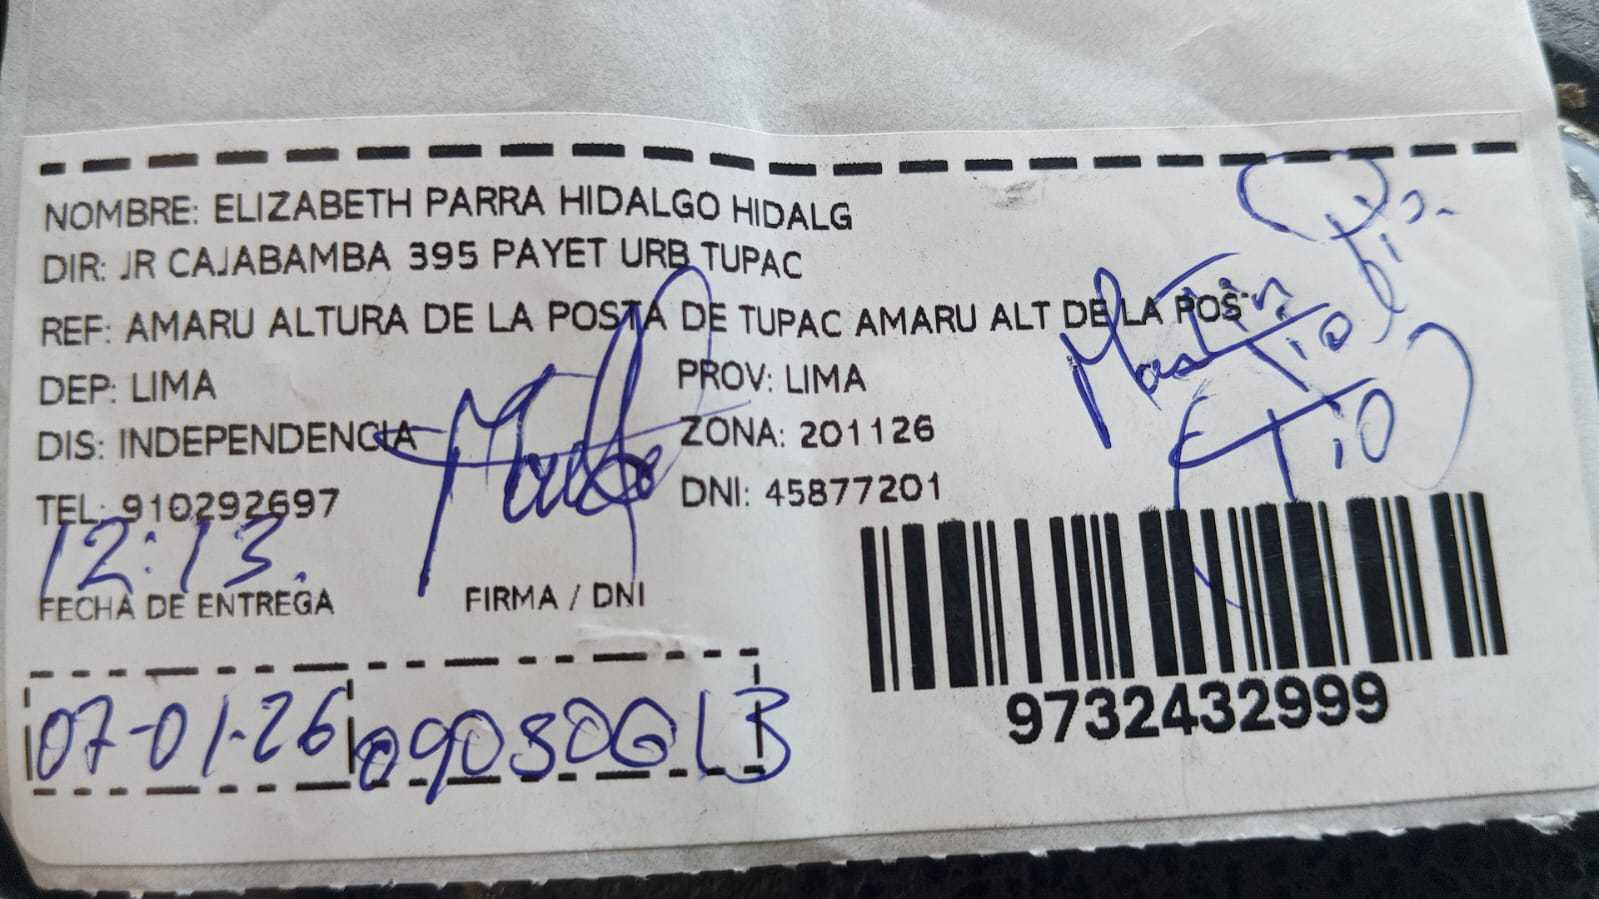 NOMBRE: ELIZABETH PARRA HIDALGO HIDALG
DIR: JR CAJABAMBA 395 PAYET URB TUPAC
REF: AMARU ALTURA DE LA POSTA DE TUPAC AMARU ALT DE LA POS
DEP: LIMA PROV: LIMA
DIS: INDEPENDENCIA ZONA: 201126
TEL: 910292697 DNI: 45877201
12:13.
FECHA DE ENTREGA FIRMA / DNI
07-01-26
Martin
(Tio)
9732432999